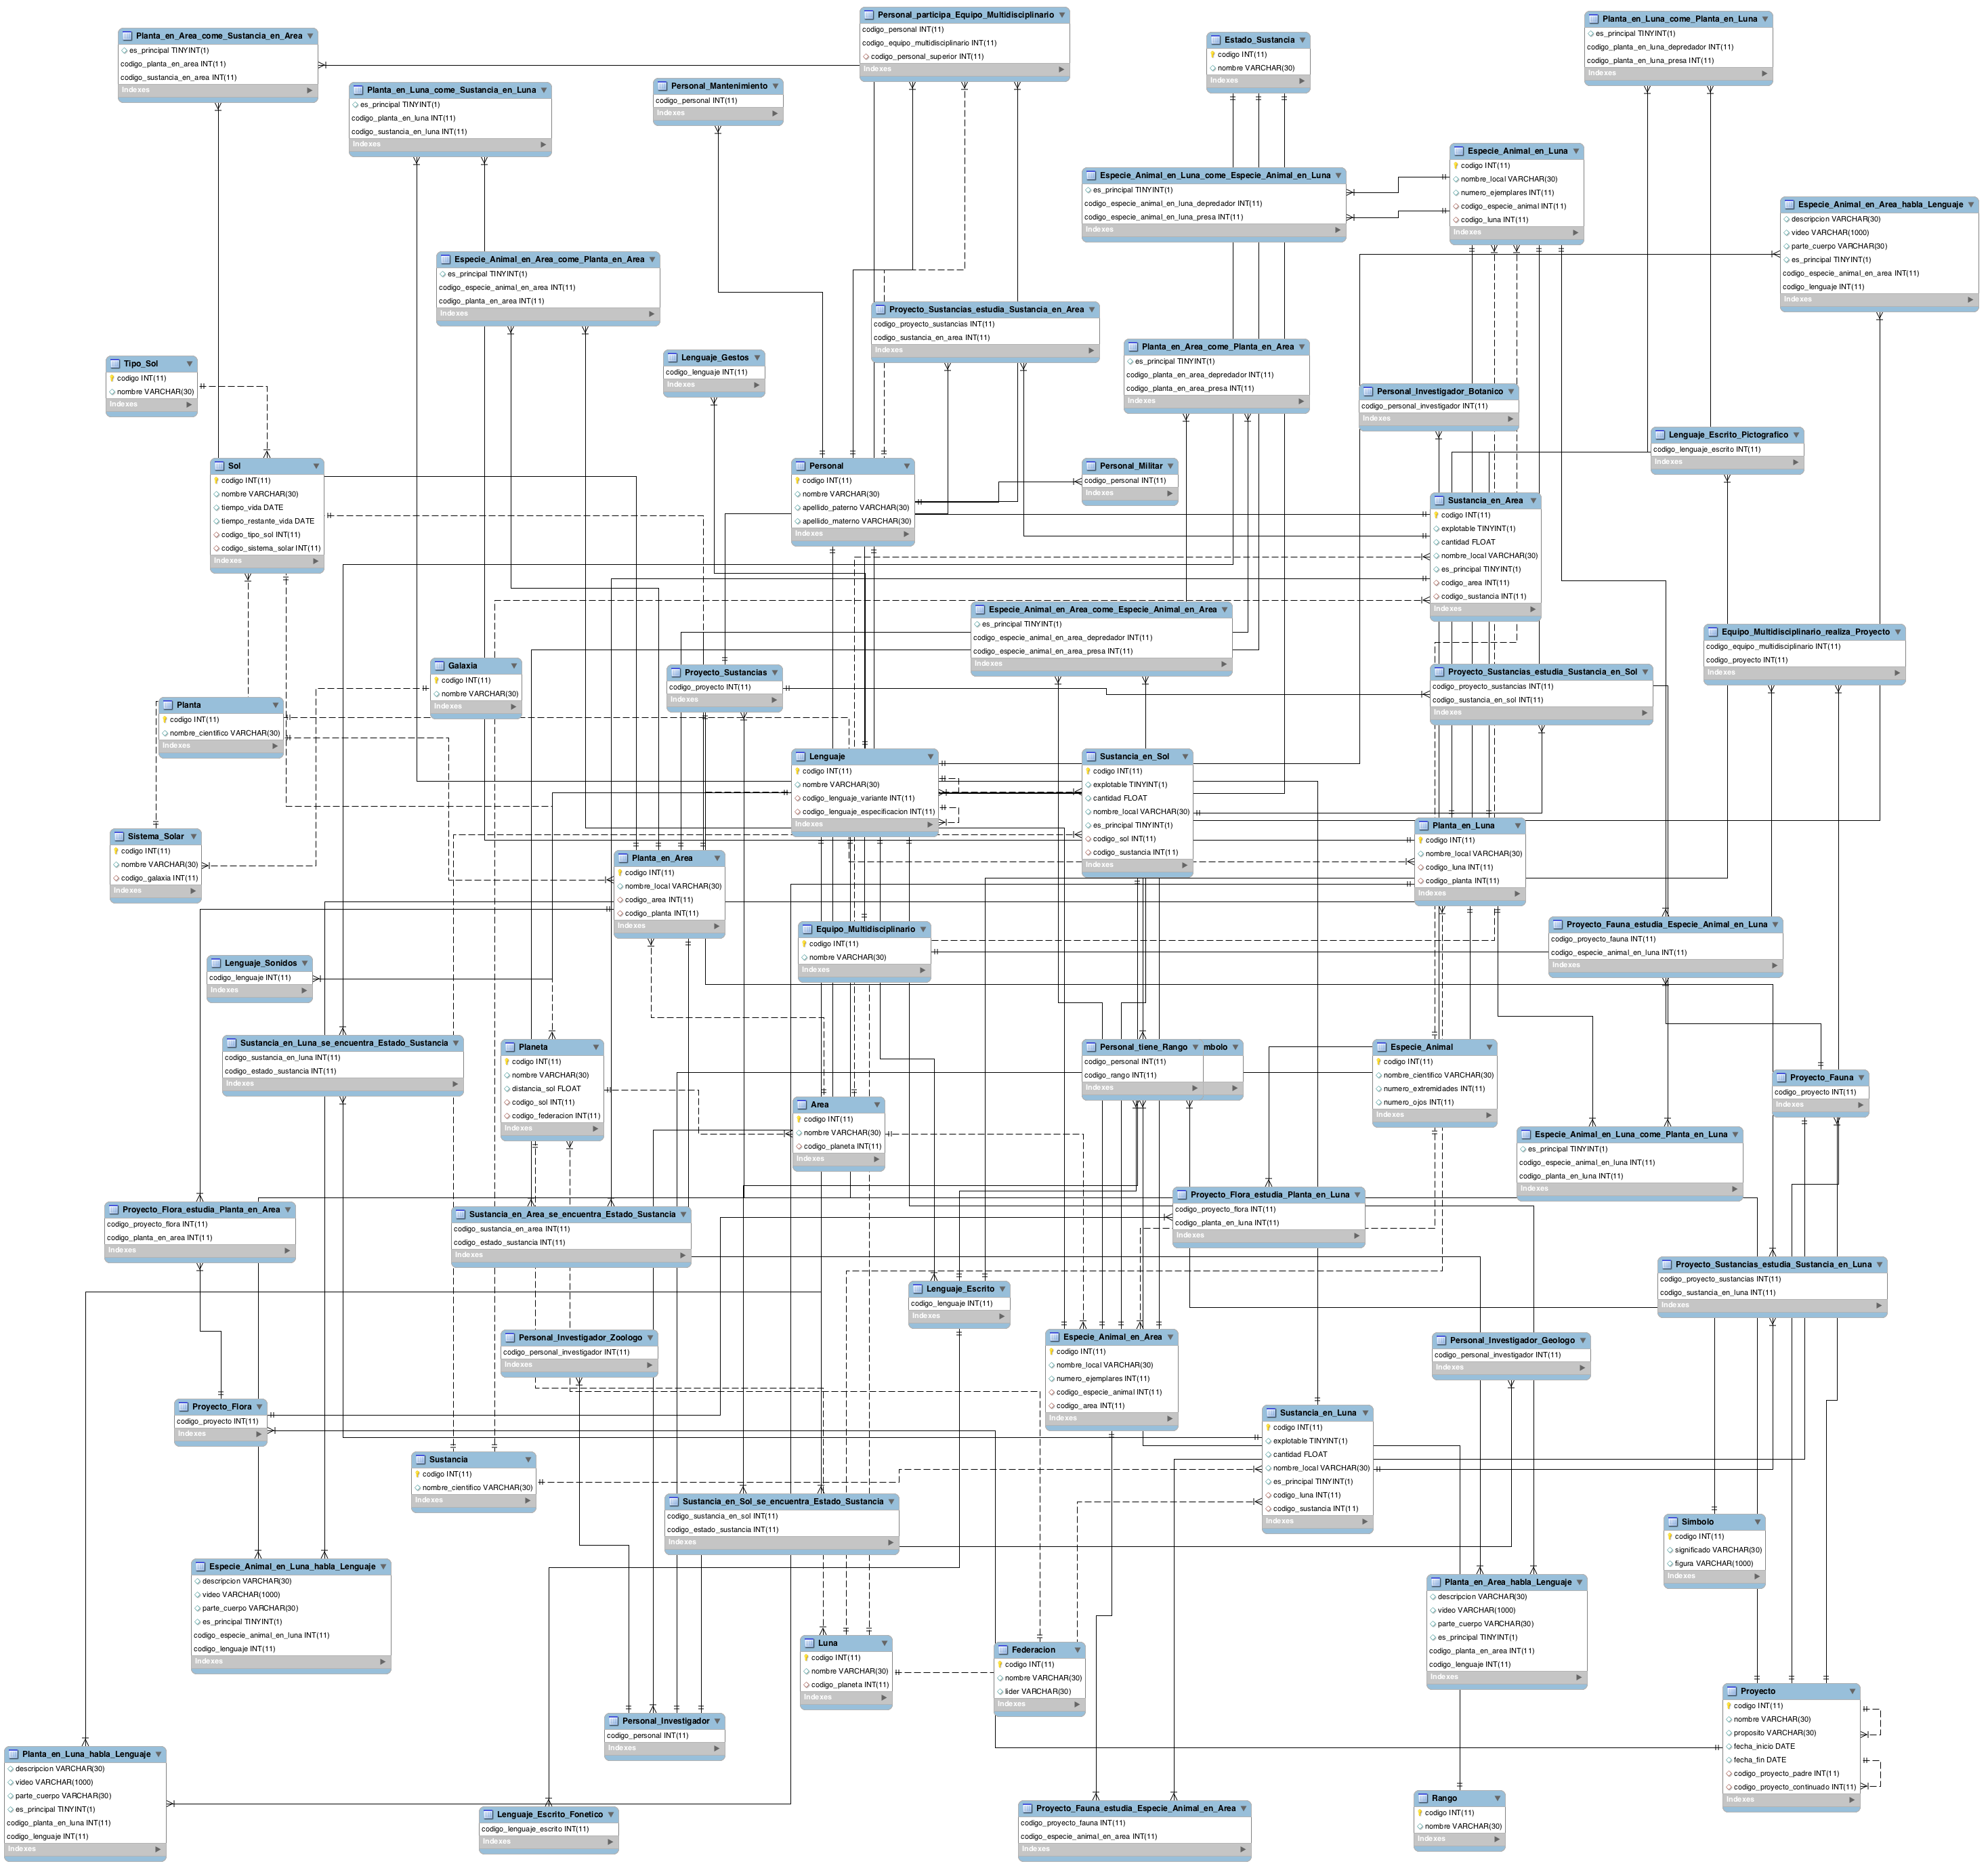 Planta_en_Area_come_Sustancia_en_Area
es_principal TINYINT(1)
codigo_planta_en_area INT(11)
codigo_sustancia_en_area INT(11)
Indexes
Personal_participa_Equipo_Multidisciplinario
codigo_personal INT(11)
codigo_equipo_multidisciplinario INT(11)
codigo_personal_superior INT(11)
Indexes
Estado_Sustancia
codigo INT(11)
nombre VARCHAR(30)
Indexes
Planta_en_Luna_come_Planta_en_Luna
es_principal TINYINT(1)
codigo_planta_en_luna_depredador INT(11)
codigo_planta_en_luna_presa INT(11)
Indexes
Planta_en_Luna_come_Sustancia_en_Luna
es_principal TINYINT(1)
codigo_planta_en_luna INT(11)
codigo_sustancia_en_luna INT(11)
Indexes
Personal_Mantenimiento
codigo_personal INT(11)
Indexes
Especie_Animal_en_Luna_come_Especie_Animal_en_Luna
es_principal TINYINT(1)
codigo_especie_animal_en_luna_depredador INT(11)
codigo_especie_animal_en_luna_presa INT(11)
Indexes
Especie_Animal_en_Luna
codigo INT(11)
nombre_local VARCHAR(30)
numero_ejemplares INT(11)
codigo_especie_animal INT(11)
codigo_luna INT(11)
Indexes
Especie_Animal_en_Area_habla_Lenguaje
descripcion VARCHAR(30)
video VARCHAR(1000)
parte_cuerpo VARCHAR(30)
es_principal TINYINT(1)
codigo_especie_animal_en_area INT(11)
codigo_lenguaje INT(11)
Indexes
Especie_Animal_en_Area_come_Planta_en_Area
es_principal TINYINT(1)
codigo_especie_animal_en_area INT(11)
codigo_planta_en_area INT(11)
Indexes
Proyecto_Sustancias_estudia_Sustancia_en_Area
codigo_proyecto_sustancias INT(11)
codigo_sustancia_en_area INT(11)
Indexes
Tipo_Sol
codigo INT(11)
nombre VARCHAR(30)
Indexes
Lenguaje_Gestos
codigo_lenguaje INT(11)
Indexes
Planta_en_Area_come_Planta_en_Area
es_principal TINYINT(1)
codigo_planta_en_area_depredador INT(11)
codigo_planta_en_area_presa INT(11)
Indexes
Personal_Investigador_Botanico
codigo_personal_investigador INT(11)
Indexes
Lenguaje_Escrito_Pictografico
codigo_lenguaje_escrito INT(11)
Indexes
Sol
codigo INT(11)
nombre VARCHAR(30)
tiempo_vida DATE
tiempo_restante_vida DATE
codigo_tipo_sol INT(11)
codigo_sistema_solar INT(11)
Indexes
Personal
codigo INT(11)
nombre VARCHAR(30)
apellido_paterno VARCHAR(30)
apellido_materno VARCHAR(30)
Indexes
Personal_Militar
codigo_personal INT(11)
Indexes
Sustancia_en_Area
codigo INT(11)
explotable TINYINT(1)
cantidad FLOAT
nombre_local VARCHAR(30)
es_principal TINYINT(1)
codigo_area INT(11)
codigo_sustancia INT(11)
Indexes
Especie_Animal_en_Area_come_Especie_Animal_en_Area
es_principal TINYINT(1)
codigo_especie_animal_en_area_depredador INT(11)
codigo_especie_animal_en_area_presa INT(11)
Indexes
Equipo_Multidisciplinario_realiza_Proyecto
codigo_equipo_multidisciplinario INT(11)
codigo_proyecto INT(11)
Indexes
Galaxia
codigo INT(11)
nombre VARCHAR(30)
Indexes
Proyecto_Sustancias
codigo_proyecto INT(11)
Indexes
Proyecto_Sustancias_estudia_Sustancia_en_Sol
codigo_proyecto_sustancias INT(11)
codigo_sustancia_en_sol INT(11)
Indexes
Planta
codigo INT(11)
nombre_cientifico VARCHAR(30)
Indexes
Lenguaje
codigo INT(11)
nombre VARCHAR(30)
codigo_lenguaje_variante INT(11)
codigo_lenguaje_especificacion INT(11)
Indexes
Sustancia_en_Sol
codigo INT(11)
explotable TINYINT(1)
cantidad FLOAT
nombre_local VARCHAR(30)
es_principal TINYINT(1)
codigo_sol INT(11)
codigo_sustancia INT(11)
Indexes
Sistema_Solar
codigo INT(11)
nombre VARCHAR(30)
codigo_galaxia INT(11)
Indexes
Planta_en_Area
codigo INT(11)
nombre_local VARCHAR(30)
codigo_area INT(11)
codigo_planta INT(11)
Indexes
Planta_en_Luna
codigo INT(11)
nombre_local VARCHAR(30)
codigo_luna INT(11)
codigo_planta INT(11)
Indexes
Equipo_Multidisciplinario
codigo INT(11)
nombre VARCHAR(30)
Indexes
Proyecto_Fauna_estudia_Especie_Animal_en_Luna
codigo_proyecto_fauna INT(11)
codigo_especie_animal_en_luna INT(11)
Indexes
Lenguaje_Sonidos
codigo_lenguaje INT(11)
Indexes
Sustancia_en_Luna_se_encuentra_Estado_Sustancia
codigo_sustancia_en_luna INT(11)
codigo_estado_sustancia INT(11)
Indexes
Planeta
codigo INT(11)
nombre VARCHAR(30)
distancia_sol FLOAT
codigo_sol INT(11)
codigo_federacion INT(11)
Indexes
Personal_tiene_Rango
mbolo
codigo_personal INT(11)
codigo_rango INT(11)
Indexes
Especie_Animal
codigo INT(11)
nombre_cientifico VARCHAR(30)
numero_extremidades INT(11)
numero_ojos INT(11)
Indexes
Proyecto_Fauna
codigo_proyecto INT(11)
Indexes
Area
codigo INT(11)
nombre VARCHAR(30)
codigo_planeta INT(11)
Indexes
Especie_Animal_en_Luna_come_Planta_en_Luna
es_principal TINYINT(1)
codigo_especie_animal_en_luna INT(11)
codigo_planta_en_luna INT(11)
Indexes
Proyecto_Flora_estudia_Planta_en_Area
codigo_proyecto_flora INT(11)
codigo_planta_en_area INT(11)
Indexes
Sustancia_en_Area_se_encuentra_Estado_Sustancia
codigo_sustancia_en_area INT(11)
codigo_estado_sustancia INT(11)
Indexes
Proyecto_Flora_estudia_Planta_en_Luna
codigo_proyecto_flora INT(11)
codigo_planta_en_luna INT(11)
Indexes
Lenguaje_Escrito
codigo_lenguaje INT(11)
Indexes
Proyecto_Sustancias_estudia_Sustancia_en_Luna
codigo_proyecto_sustancias INT(11)
codigo_sustancia_en_luna INT(11)
Indexes
Personal_Investigador_Zoologo
codigo_personal_investigador INT(11)
Indexes
Especie_Animal_en_Area
codigo INT(11)
nombre_local VARCHAR(30)
numero_ejemplares INT(11)
codigo_especie_animal INT(11)
codigo_area INT(11)
Indexes
Personal_Investigador_Geologo
codigo_personal_investigador INT(11)
Indexes
Proyecto_Flora
codigo_proyecto INT(11)
Indexes
Sustancia_en_Luna
codigo INT(11)
explotable TINYINT(1)
cantidad FLOAT
nombre_local VARCHAR(30)
es_principal TINYINT(1)
codigo_luna INT(11)
codigo_sustancia INT(11)
Indexes
Sustancia
codigo INT(11)
nombre_cientifico VARCHAR(30)
Indexes
Sustancia_en_Sol_se_encuentra_Estado_Sustancia
codigo_sustancia_en_sol INT(11)
codigo_estado_sustancia INT(11)
Indexes
Simbolo
codigo INT(11)
significado VARCHAR(30)
figura VARCHAR(1000)
Indexes
Especie_Animal_en_Luna_habla_Lenguaje
descripcion VARCHAR(30)
video VARCHAR(1000)
parte_cuerpo VARCHAR(30)
es_principal TINYINT(1)
codigo_especie_animal_en_luna INT(11)
codigo_lenguaje INT(11)
Indexes
Planta_en_Area_habla_Lenguaje
descripcion VARCHAR(30)
video VARCHAR(1000)
parte_cuerpo VARCHAR(30)
es_principal TINYINT(1)
codigo_planta_en_area INT(11)
codigo_lenguaje INT(11)
Indexes
Luna
codigo INT(11)
nombre VARCHAR(30)
codigo_planeta INT(11)
Indexes
Federacion
codigo INT(11)
nombre VARCHAR(30)
lider VARCHAR(30)
Indexes
Proyecto
codigo INT(11)
nombre VARCHAR(30)
proposito VARCHAR(30)
fecha_inicio DATE
fecha_fin DATE
codigo_proyecto_padre INT(11)
codigo_proyecto_continuado INT(11)
Indexes
Personal_Investigador
codigo_personal INT(11)
Indexes
Planta_en_Luna_habla_Lenguaje
descripcion VARCHAR(30)
video VARCHAR(1000)
parte_cuerpo VARCHAR(30)
es_principal TINYINT(1)
codigo_planta_en_luna INT(11)
codigo_lenguaje INT(11)
Indexes
Lenguaje_Escrito_Fonetico
codigo_lenguaje_escrito INT(11)
Indexes
Proyecto_Fauna_estudia_Especie_Animal_en_Area
codigo_proyecto_fauna INT(11)
codigo_especie_animal_en_area INT(11)
Indexes
Rango
codigo INT(11)
nombre VARCHAR(30)
Indexes